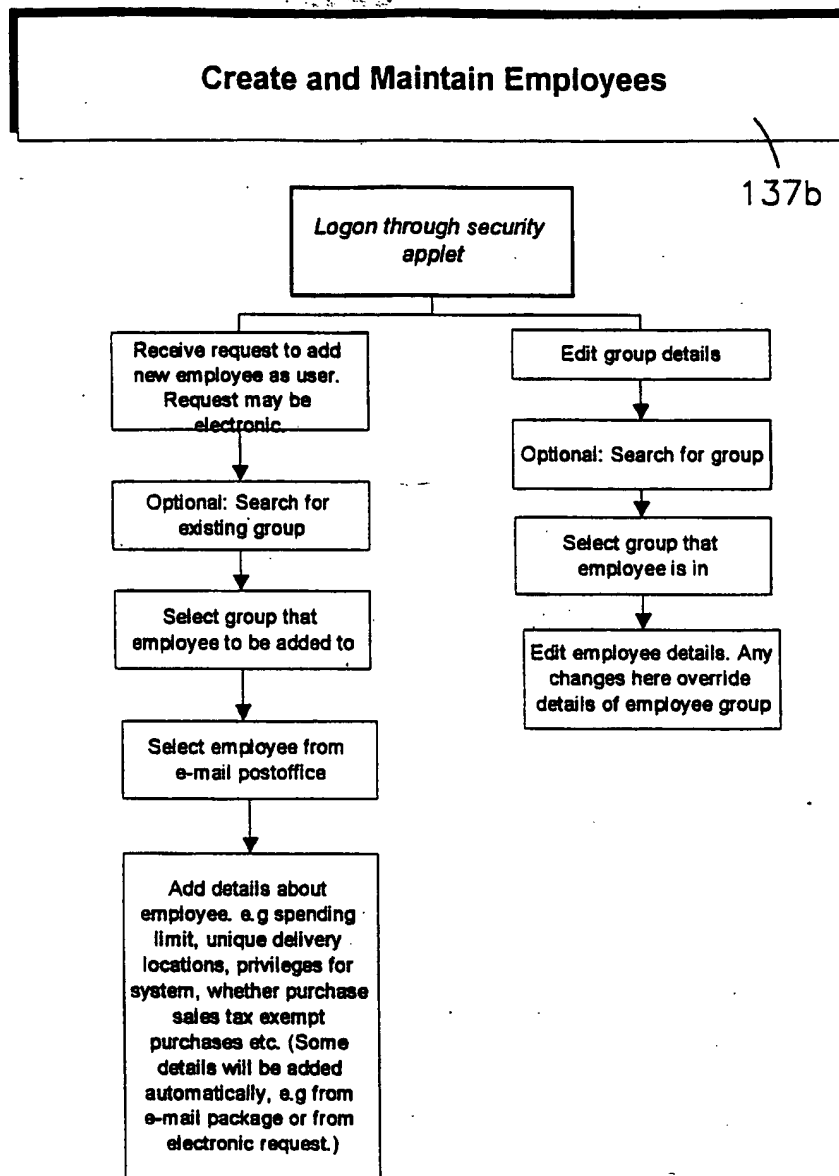 Create and Maintain Employees
137b
Logon through security
applet
Receive request to add
new employee as user.
Request may be
electronic.
Optional: Search for
existing group
Select group that
employee to be added to
Select employee from
e-mail postoffice
Add details about
employee. e.g spending
limit, unique delivery
locations, privileges for
system, whether purchase
sales tax exempt
purchases etc. (Some
details will be added
automatically, e.g from
e-mail package or from
electronic request.)
Edit group details
Optional: Search for group
Select group that
employee is in
Edit employee details. Any
changes here override
details of employee group